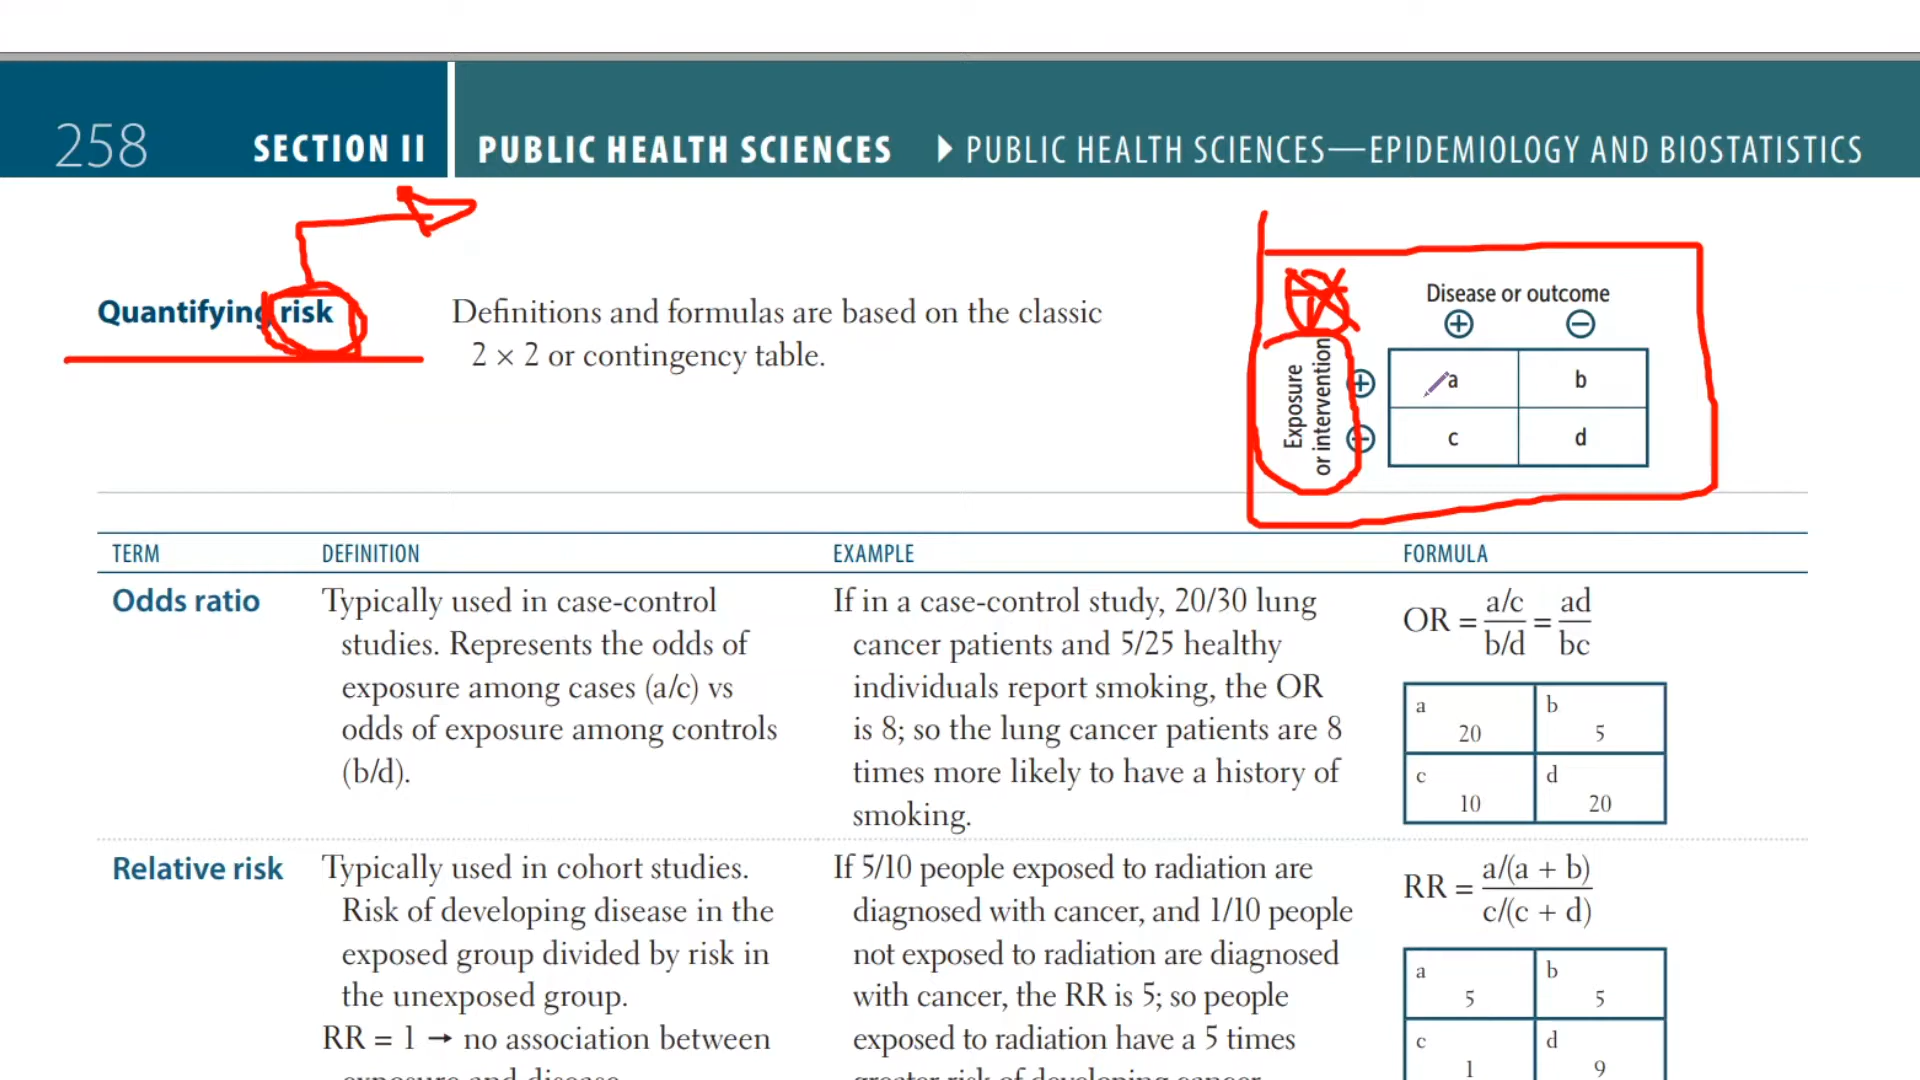 258 SECTION II PUBLIC HEALTH SCIENCES ▶ PUBLIC HEALTH SCIENCES—EPIDEMIOLOGY AND BIOSTATISTICS
Quantifying risk
Definitions and formulas are based on the classic
2 × 2 or contingency table.
Disease or outcome
⊕ ⊖
Exposure
or intervention
⊕ a b
⊖ c d
TERM DEFINITION EXAMPLE FORMULA
Odds ratio
Typically used in case-control
studies. Represents the odds of
exposure among cases (a/c) vs
odds of exposure among controls
(b/d).
If in a case-control study, 20/30 lung
cancer patients and 5/25 healthy
individuals report smoking, the OR
is 8; so the lung cancer patients are 8
times more likely to have a history of
smoking.
OR = a/c / b/d = ad / bc
a b
20 5
c d
10 20
Relative risk
Typically used in cohort studies.
Risk of developing disease in the
exposed group divided by risk in
the unexposed group.
RR = 1 → no association between
exposure and disease.
If 5/10 people exposed to radiation are
diagnosed with cancer, and 1/10 people
not exposed to radiation are diagnosed
with cancer, the RR is 5; so people
exposed to radiation have a 5 times
greater risk of developing cancer.
RR = a/(a + b) / c/(c + d)
a b
5 5
c d
1 9